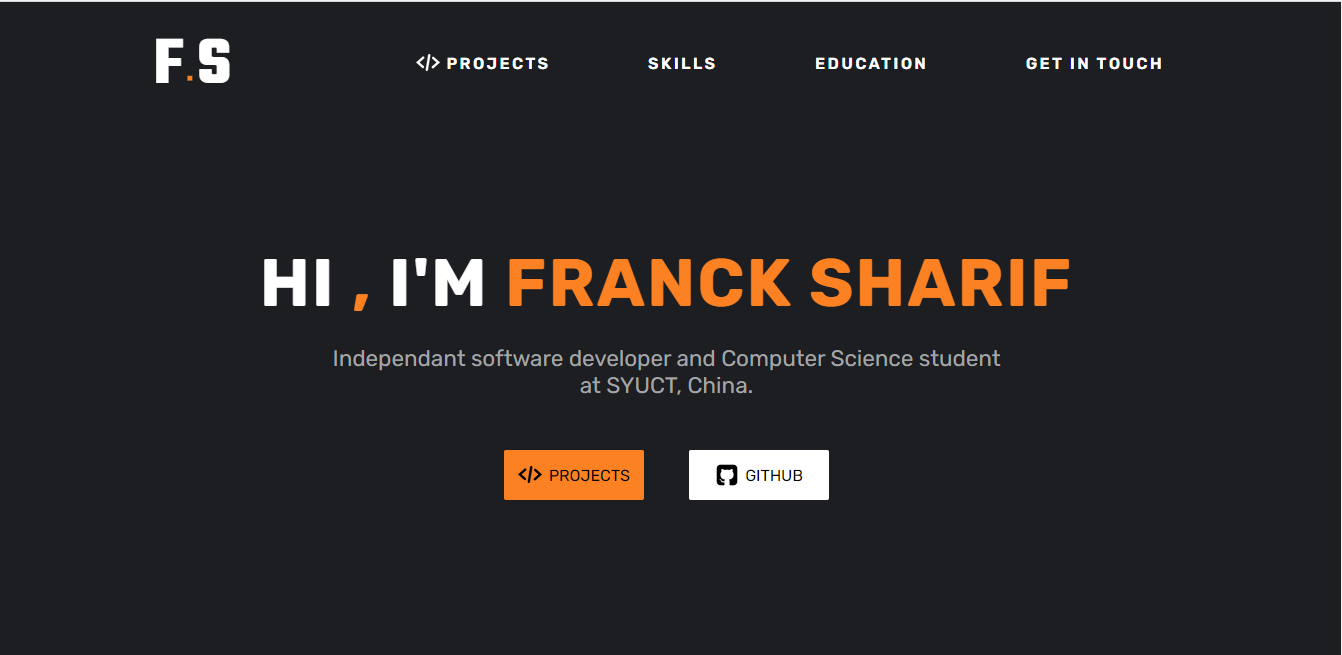 F.S
PROJECTS
SKILLS
EDUCATION
GET IN TOUCH
HI , I'M FRANCK SHARIF
Independant software developer and Computer Science student
at SYUCT, China.
PROJECTS
GITHUB